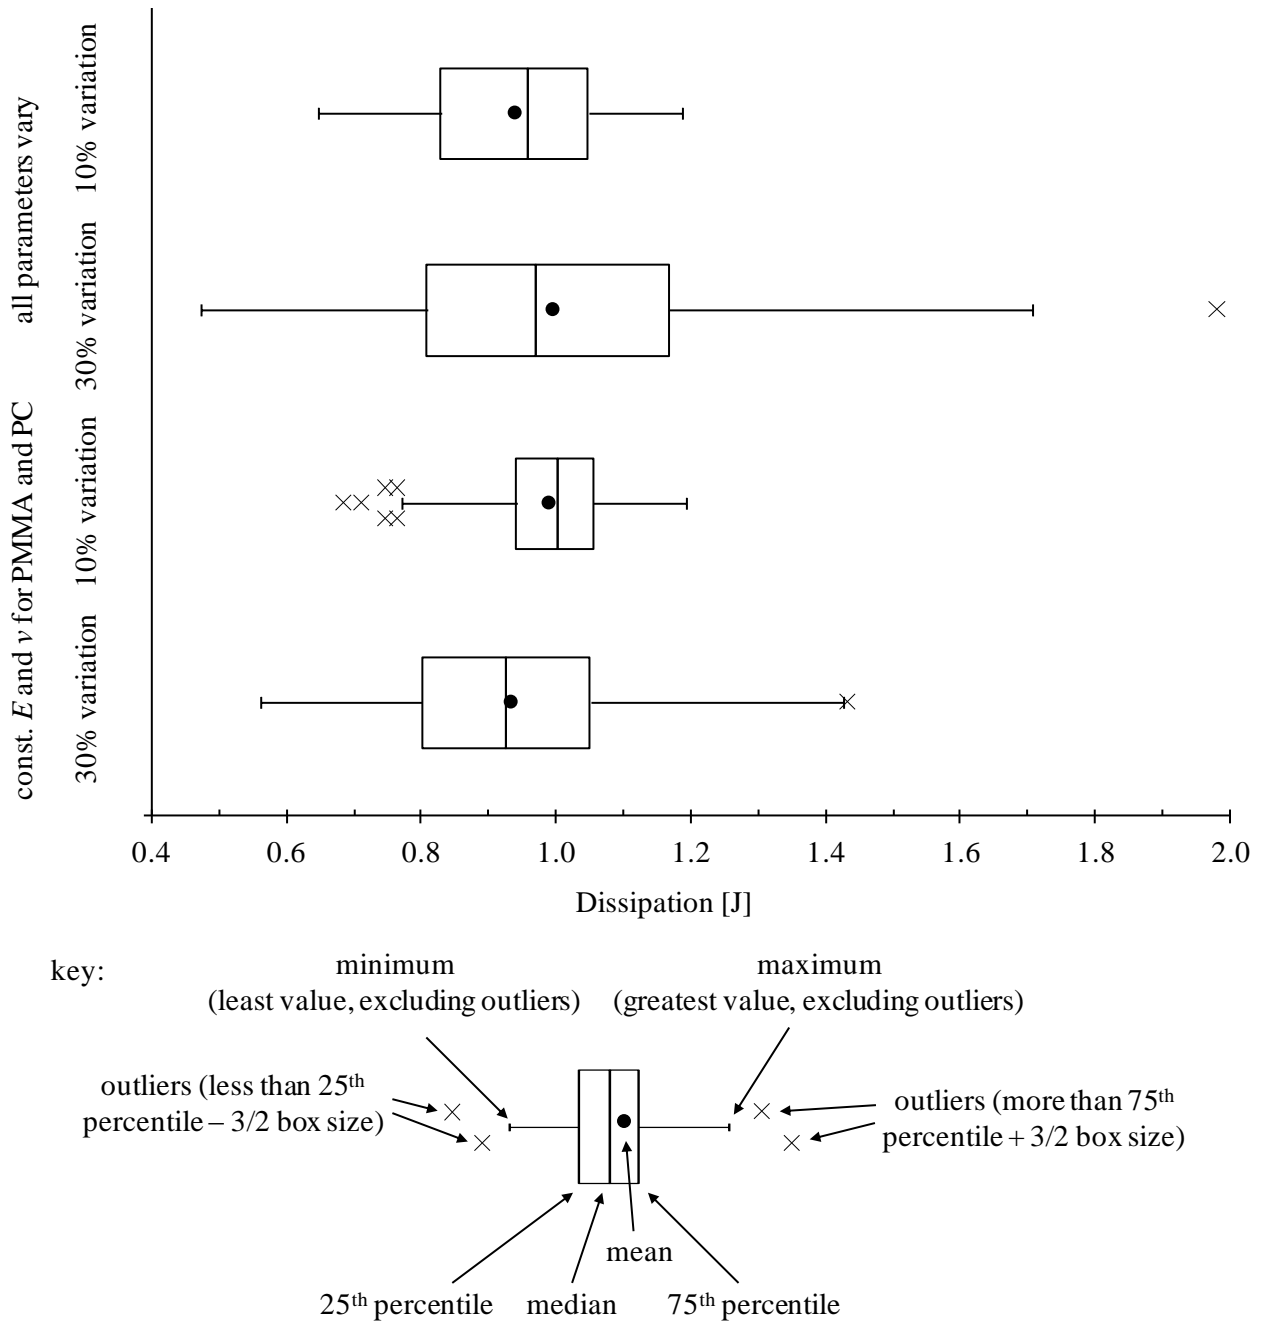 all parameters vary
10% variation
30% variation
const. E and ν for PMMA and PC
10% variation
30% variation
0.4 0.6 0.8 1.0 1.2 1.4 1.6 1.8 2.0
Dissipation [J]
key:
minimum
(least value, excluding outliers)
maximum
(greatest value, excluding outliers)
outliers (less than 25th
percentile – 3/2 box size)
outliers (more than 75th
percentile + 3/2 box size)
mean
25th percentile
median
75th percentile